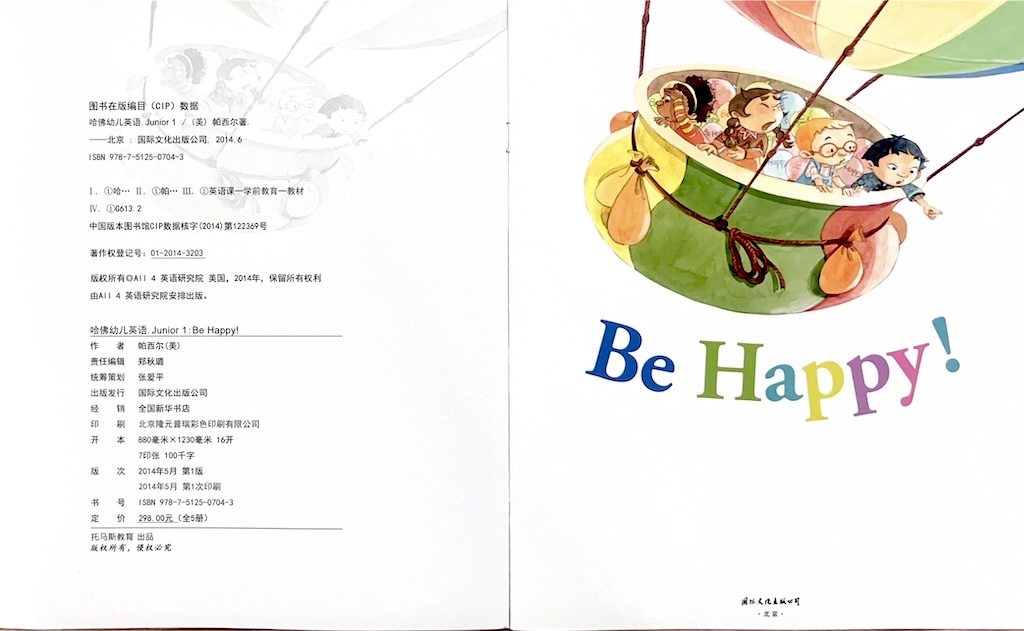 图书在版编目（CIP）数据
哈佛幼儿英语.Junior 1 /（美）帕西尔著.
——北京 : 国际文化出版公司, 2014.6
ISBN 978-7-5125-0704-3
Ⅰ. ①哈… Ⅱ. ①帕… Ⅲ. ①英语课—学前教育—教材
Ⅳ. ①G613.2
中国版本图书馆CIP数据核字(2014)第122369号
著作权登记号: 01-2014-3203
版权所有◎All 4 英语研究院 美国, 2014年, 保留所有权利
由All 4 英语研究院安排出版。
哈佛幼儿英语.Junior 1:Be Happy!
作 者 帕西尔(美)
责任编辑 郑秋璐
统筹策划 张爱平
出版发行 国际文化出版公司
经 销 全国新华书店
印 刷 北京隆元普瑞彩色印刷有限公司
开 本 880毫米×1230毫米 16开
7印张 100千字
版 次 2014年5月 第1版
2014年5月 第1次印刷
书 号 ISBN 978-7-5125-0704-3
定 价 298.00元 (全5册)
托马斯教育 出品
版权所有, 侵权必究
Be Happy!
国际文化出版公司
·北京·